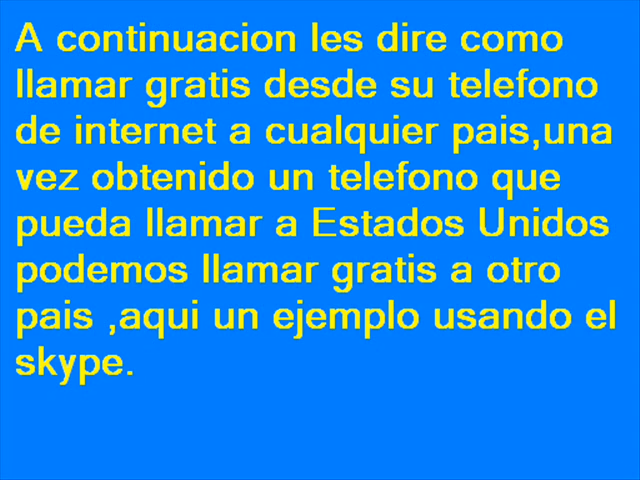 A continuacion les dire como
llamar gratis desde su telefono
de internet a cualquier pais,una
vez obtenido un telefono que
pueda llamar a Estados Unidos
podemos llamar gratis a otro
pais ,aqui un ejemplo usando el
skype.